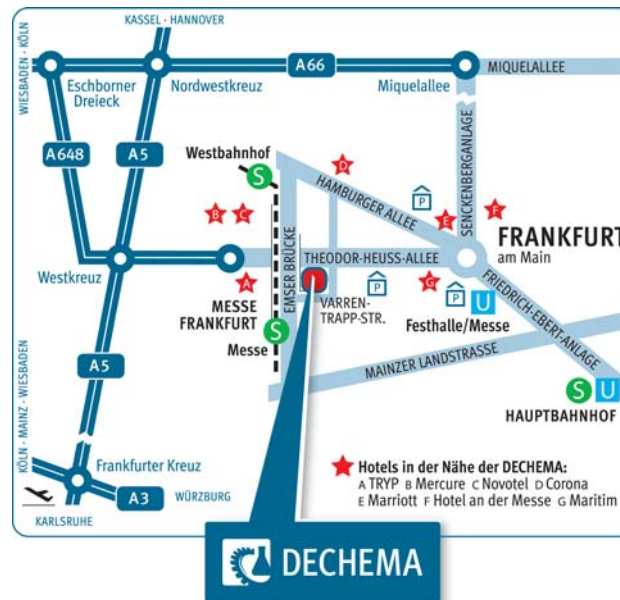 KASSEL · HANNOVER
WIESBADEN · KÖLN
A66
MIQUELALLEE
Eschborner
Dreieck
Nordwestkreuz
Miquelallee
A648
A5
Westbahnhof
S
D
HAMBURGER ALLEE
P
SENCKENBERGANLAGE
B
C
E
F
FRANKFURT
am Main
Westkreuz
EMSER BRÜCKE
THEODOR-HEUSS-ALLEE
A
P
G
P
U
MESSE
FRANKFURT
VARREN-
TRAPP-STR.
Festhalle/Messe
FRIEDRICH-EBERT-ANLAGE
Messe
S
MAINZER LANDSTRASSE
A5
KÖLN · MAINZ · WIESBADEN
S
U
HAUPTBAHNHOF
Frankfurter Kreuz
A3
WÜRZBURG
KARLSRUHE
Hotels in der Nähe der DECHEMA:
A TRYP B Mercure C Novotel D Corona
E Marriott F Hotel an der Messe G Maritim
DECHEMA